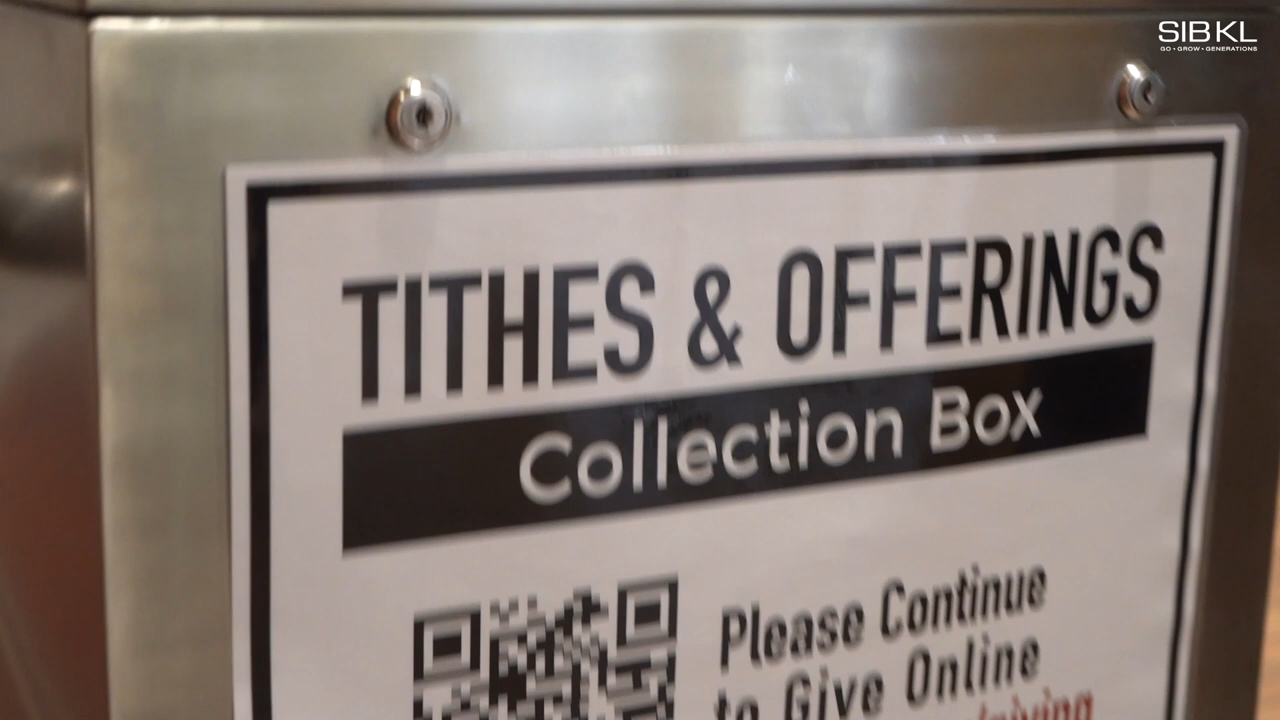 SIBKL
GO • GROW • GENERATIONS
TITHES & OFFERINGS
Collection Box
Please Continue
to Give Online